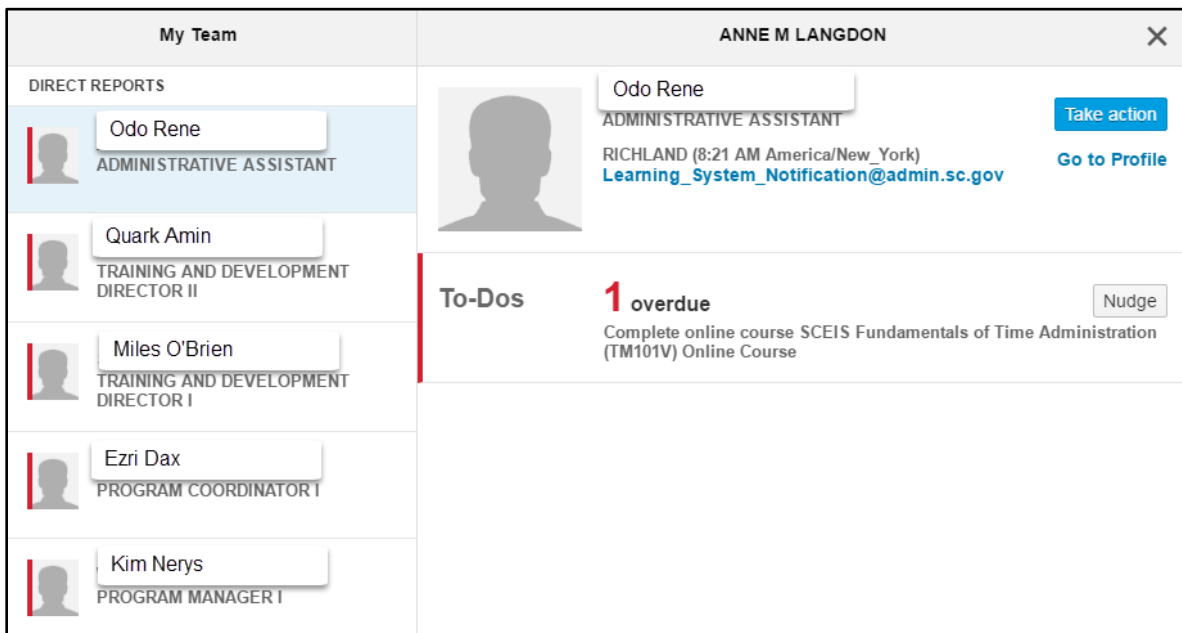 My Team
DIRECT REPORTS
Odo Rene
ADMINISTRATIVE ASSISTANT
Quark Amin
TRAINING AND DEVELOPMENT
DIRECTOR II
Miles O'Brien
TRAINING AND DEVELOPMENT
DIRECTOR I
Ezri Dax
PROGRAM COORDINATOR I
Kim Nerys
PROGRAM MANAGER I
ANNE M LANGDON
Odo Rene
ADMINISTRATIVE ASSISTANT
RICHLAND (8:21 AM America/New_York)
Learning_System_Notification@admin.sc.gov
Take action
Go to Profile
To-Dos
1 overdue
Nudge
Complete online course SCEIS Fundamentals of Time Administration
(TM101V) Online Course